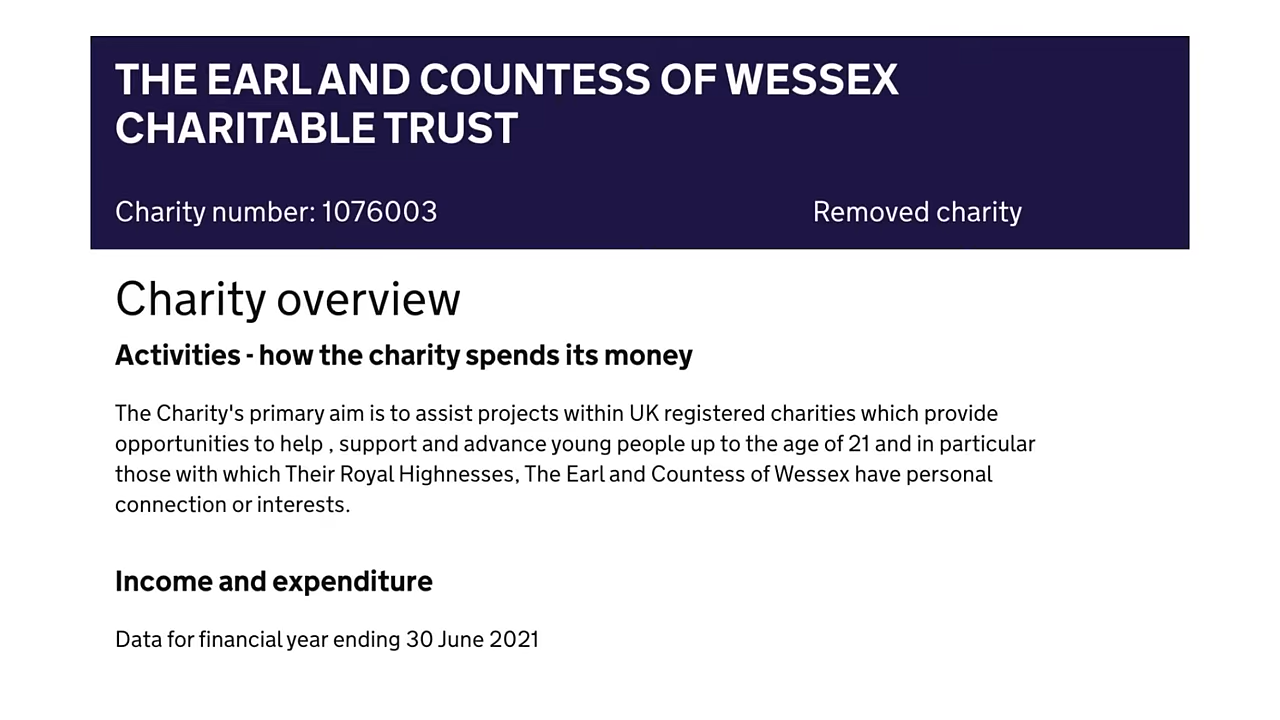 THE EARL AND COUNTESS OF WESSEX
CHARITABLE TRUST
Charity number: 1076003
Removed charity
Charity overview
Activities - how the charity spends its money
The Charity's primary aim is to assist projects within UK registered charities which provide
opportunities to help , support and advance young people up to the age of 21 and in particular
those with which Their Royal Highnesses, The Earl and Countess of Wessex have personal
connection or interests.
Income and expenditure
Data for financial year ending 30 June 2021